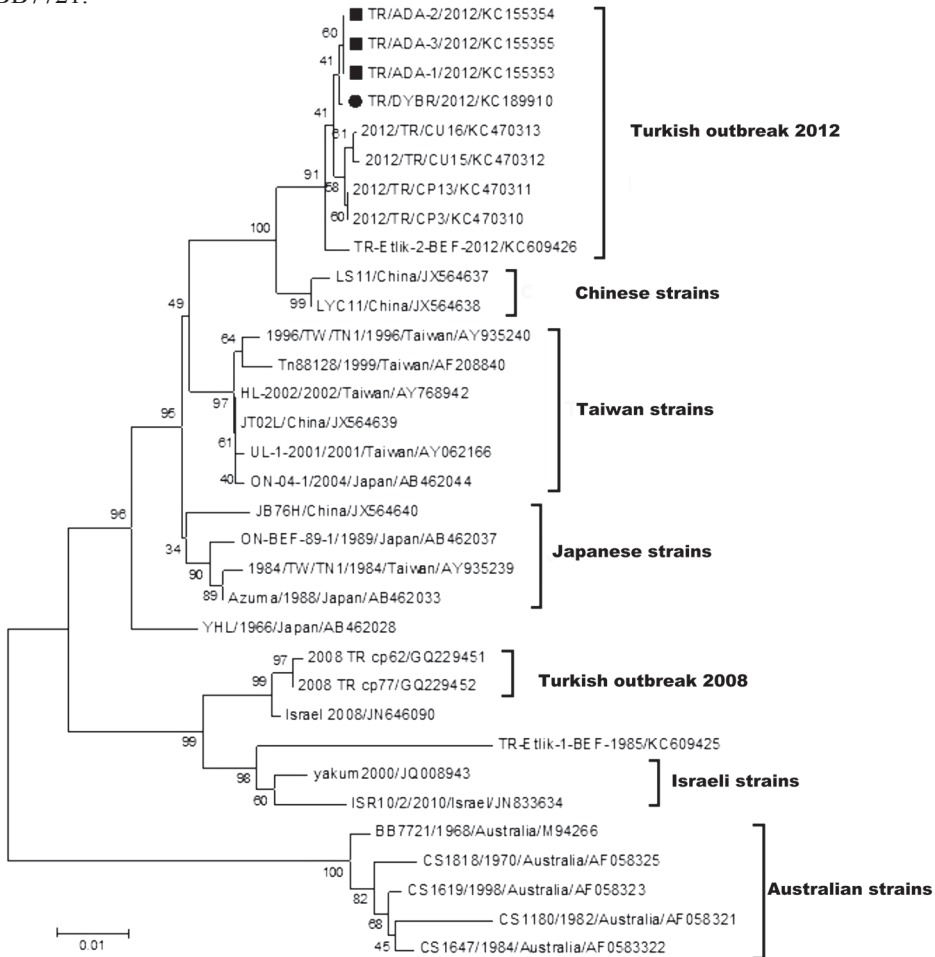 BB7721.
60
TR/ADA-2/2012/KC155354
TR/ADA-3/2012/KC155355
41
TR/ADA-1/2012/KC155353
TR/DYBR/2012/KC189910
41
61
2012/TR/CU16/KC470313
Turkish outbreak 2012
2012/TR/CU15/KC470312
91
58
2012/TR/CP13/KC470311
60
2012/TR/CP3/KC470310
100
TR-Etlik-2-BEF-2012/KC609426
LS11/China/JX564637
Chinese strains
99
LYC11/China/JX564638
49
64
1996/TW/TN1/1996/Taiwan/AY935240
Tn88128/1999/Taiwan/AF208840
97
HL-2002/2002/Taiwan/AY768942
Taiwan strains
95
JT02L/China/JX564639
61
UL-1-2001/2001/Taiwan/AY062166
40
ON-04-1/2004/Japan/AB462044
96
JB76H/China/JX564640
34
ON-BEF-89-1/1989/Japan/AB462037
Japanese strains
90
1984/TW/TN1/1984/Taiwan/AY935239
89
Azuma/1988/Japan/AB462033
YHL/1966/Japan/AB462028
97
2008 TR cp62/GQ229451
99
2008 TR cp77/GQ229452
Turkish outbreak 2008
Israel 2008/JN646090
99
TR-Etlik-1-BEF-1985/KC609425
98
yakum2000/JQ008943
Israeli strains
60
ISR10/2/2010/Israel/JN833634
BB7721/1968/Australia/M94266
100
CS1818/1970/Australia/AF058325
82
CS1619/1998/Australia/AF058323
Australian strains
68
CS1180/1982/Australia/AF058321
45
CS1647/1984/Australia/AF0583322
0.01